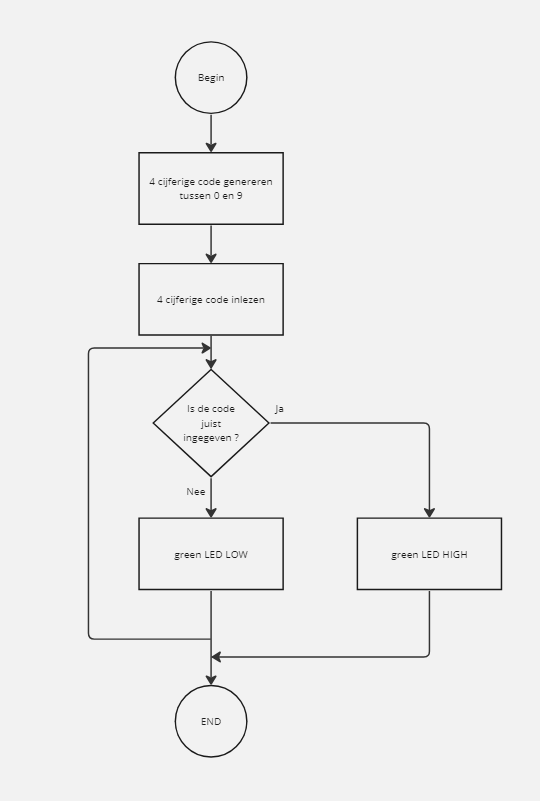 Begin
4 cijferige code genereren
tussen 0 en 9
4 cijferige code inlezen
Is de code
juist
ingegeven ?
Ja
Nee
green LED LOW
green LED HIGH
END